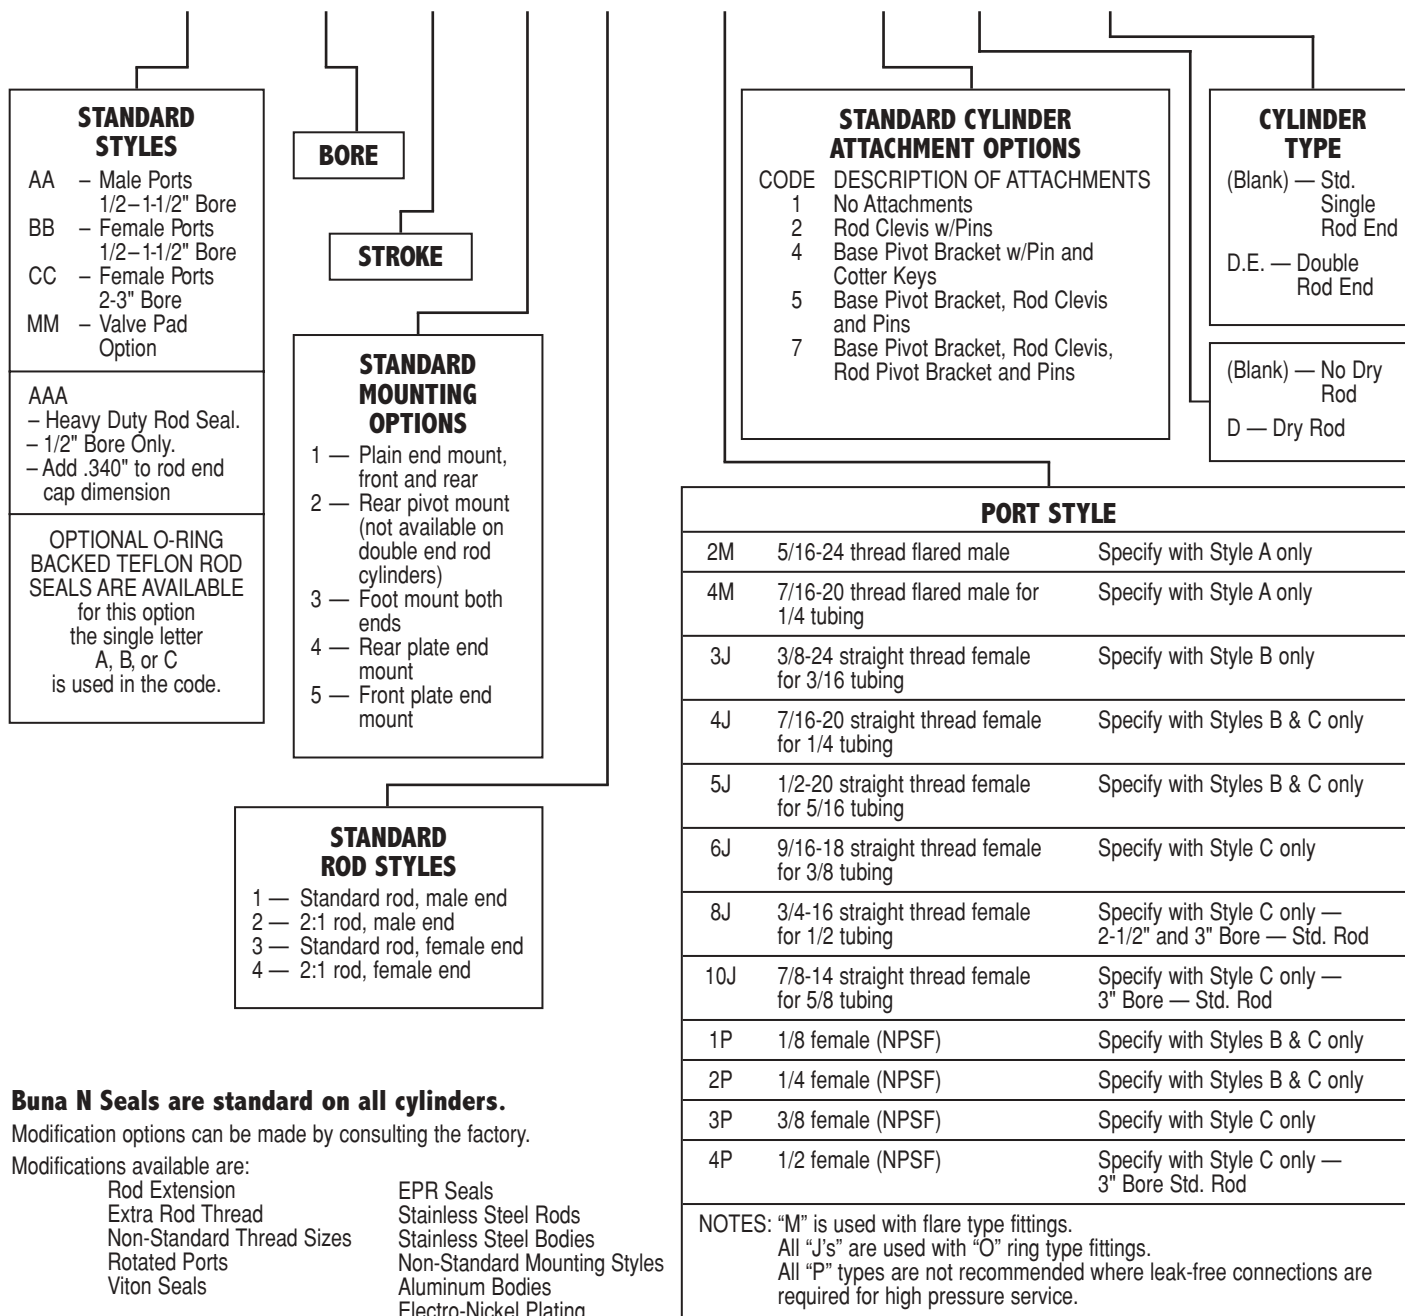 STANDARD
STYLES
AA – Male Ports
1/2–1-1/2" Bore
BB – Female Ports
1/2–1-1/2" Bore
CC – Female Ports
2-3" Bore
MM – Valve Pad
Option
AAA
– Heavy Duty Rod Seal.
– 1/2" Bore Only.
– Add .340" to rod end
cap dimension
OPTIONAL O-RING
BACKED TEFLON ROD
SEALS ARE AVAILABLE
for this option
the single letter
A, B, or C
is used in the code.
BORE
STROKE
STANDARD
MOUNTING
OPTIONS
1 — Plain end mount,
front and rear
2 — Rear pivot mount
(not available on
double end rod
cylinders)
3 — Foot mount both
ends
4 — Rear plate end
mount
5 — Front plate end
mount
STANDARD
ROD STYLES
1 — Standard rod, male end
2 — 2:1 rod, male end
3 — Standard rod, female end
4 — 2:1 rod, female end
STANDARD CYLINDER
ATTACHMENT OPTIONS
CODE DESCRIPTION OF ATTACHMENTS
1 No Attachments
2 Rod Clevis w/Pins
4 Base Pivot Bracket w/Pin and
Cotter Keys
5 Base Pivot Bracket, Rod Clevis
and Pins
7 Base Pivot Bracket, Rod Clevis,
Rod Pivot Bracket and Pins
CYLINDER
TYPE
(Blank) — Std.
Single
Rod End
D.E. — Double
Rod End
(Blank) — No Dry
Rod
D — Dry Rod
PORT STYLE
2M 5/16-24 thread flared male Specify with Style A only
4M 7/16-20 thread flared male for Specify with Style A only
1/4 tubing
3J 3/8-24 straight thread female Specify with Style B only
for 3/16 tubing
4J 7/16-20 straight thread female Specify with Styles B & C only
for 1/4 tubing
5J 1/2-20 straight thread female Specify with Styles B & C only
for 5/16 tubing
6J 9/16-18 straight thread female Specify with Style C only
for 3/8 tubing
8J 3/4-16 straight thread female Specify with Style C only —
for 1/2 tubing 2-1/2" and 3" Bore — Std. Rod
10J 7/8-14 straight thread female Specify with Style C only —
for 5/8 tubing 3" Bore — Std. Rod
1P 1/8 female (NPSF) Specify with Styles B & C only
2P 1/4 female (NPSF) Specify with Styles B & C only
3P 3/8 female (NPSF) Specify with Style C only
4P 1/2 female (NPSF) Specify with Style C only —
3" Bore Std. Rod
NOTES: “M” is used with flare type fittings.
All “J’s” are used with “O” ring type fittings.
All “P” types are not recommended where leak-free connections are
required for high pressure service.
Buna N Seals are standard on all cylinders.
Modification options can be made by consulting the factory.
Modifications available are:
Rod Extension
Extra Rod Thread
Non-Standard Thread Sizes
Rotated Ports
Viton Seals
EPR Seals
Stainless Steel Rods
Stainless Steel Bodies
Non-Standard Mounting Styles
Aluminum Bodies
Electro-Nickel Plating